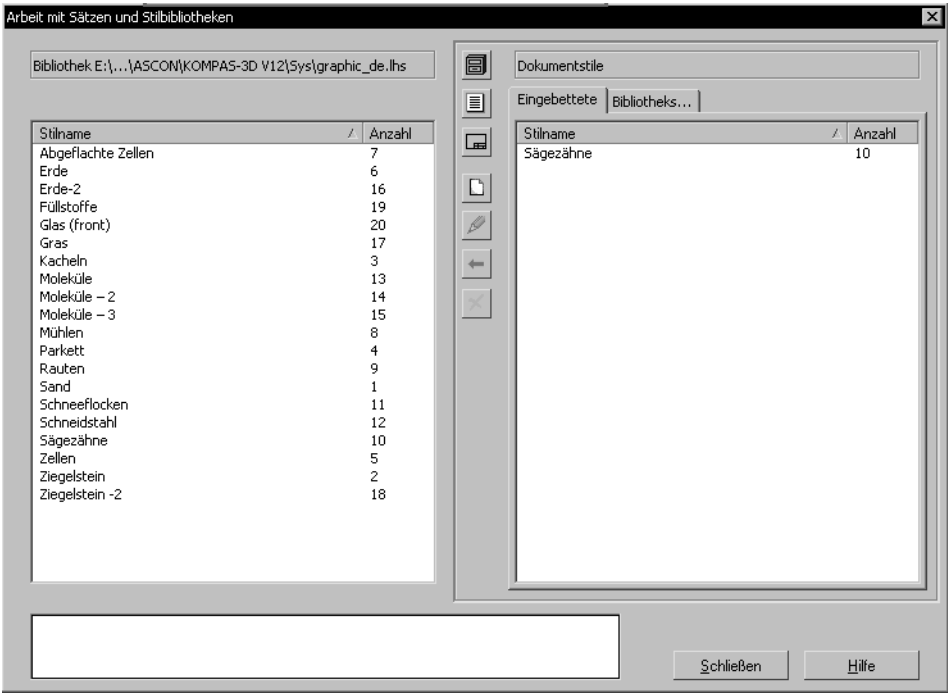 Arbeit mit Sätzen und Stilbibliotheken
Bibliothek E:\...\ASCON\KOMPAS-3D V12\Sys\graphic_de.lhs
Stilname Anzahl
Abgeflachte Zellen 7
Erde 6
Erde-2 16
Füllstoffe 19
Glas (front) 20
Gras 17
Kacheln 3
Moleküle 13
Moleküle – 2 14
Moleküle – 3 15
Mühlen 8
Parkett 4
Rauten 9
Sand 1
Schneeflocken 11
Schneidstahl 12
Sägezähne 10
Zellen 5
Ziegelstein 2
Ziegelstein -2 18
Dokumentstile
Eingebettete Bibliotheks...
Stilname Anzahl
Sägezähne 10
Schließen Hilfe